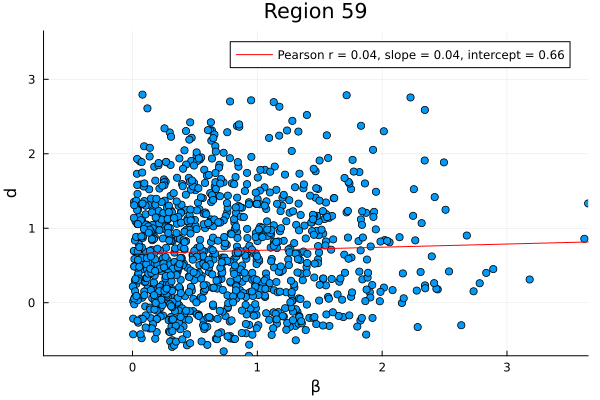 Region 59
Pearson r = 0.04, slope = 0.04, intercept = 0.66
3
2
1
0
d
0 1 2 3
β